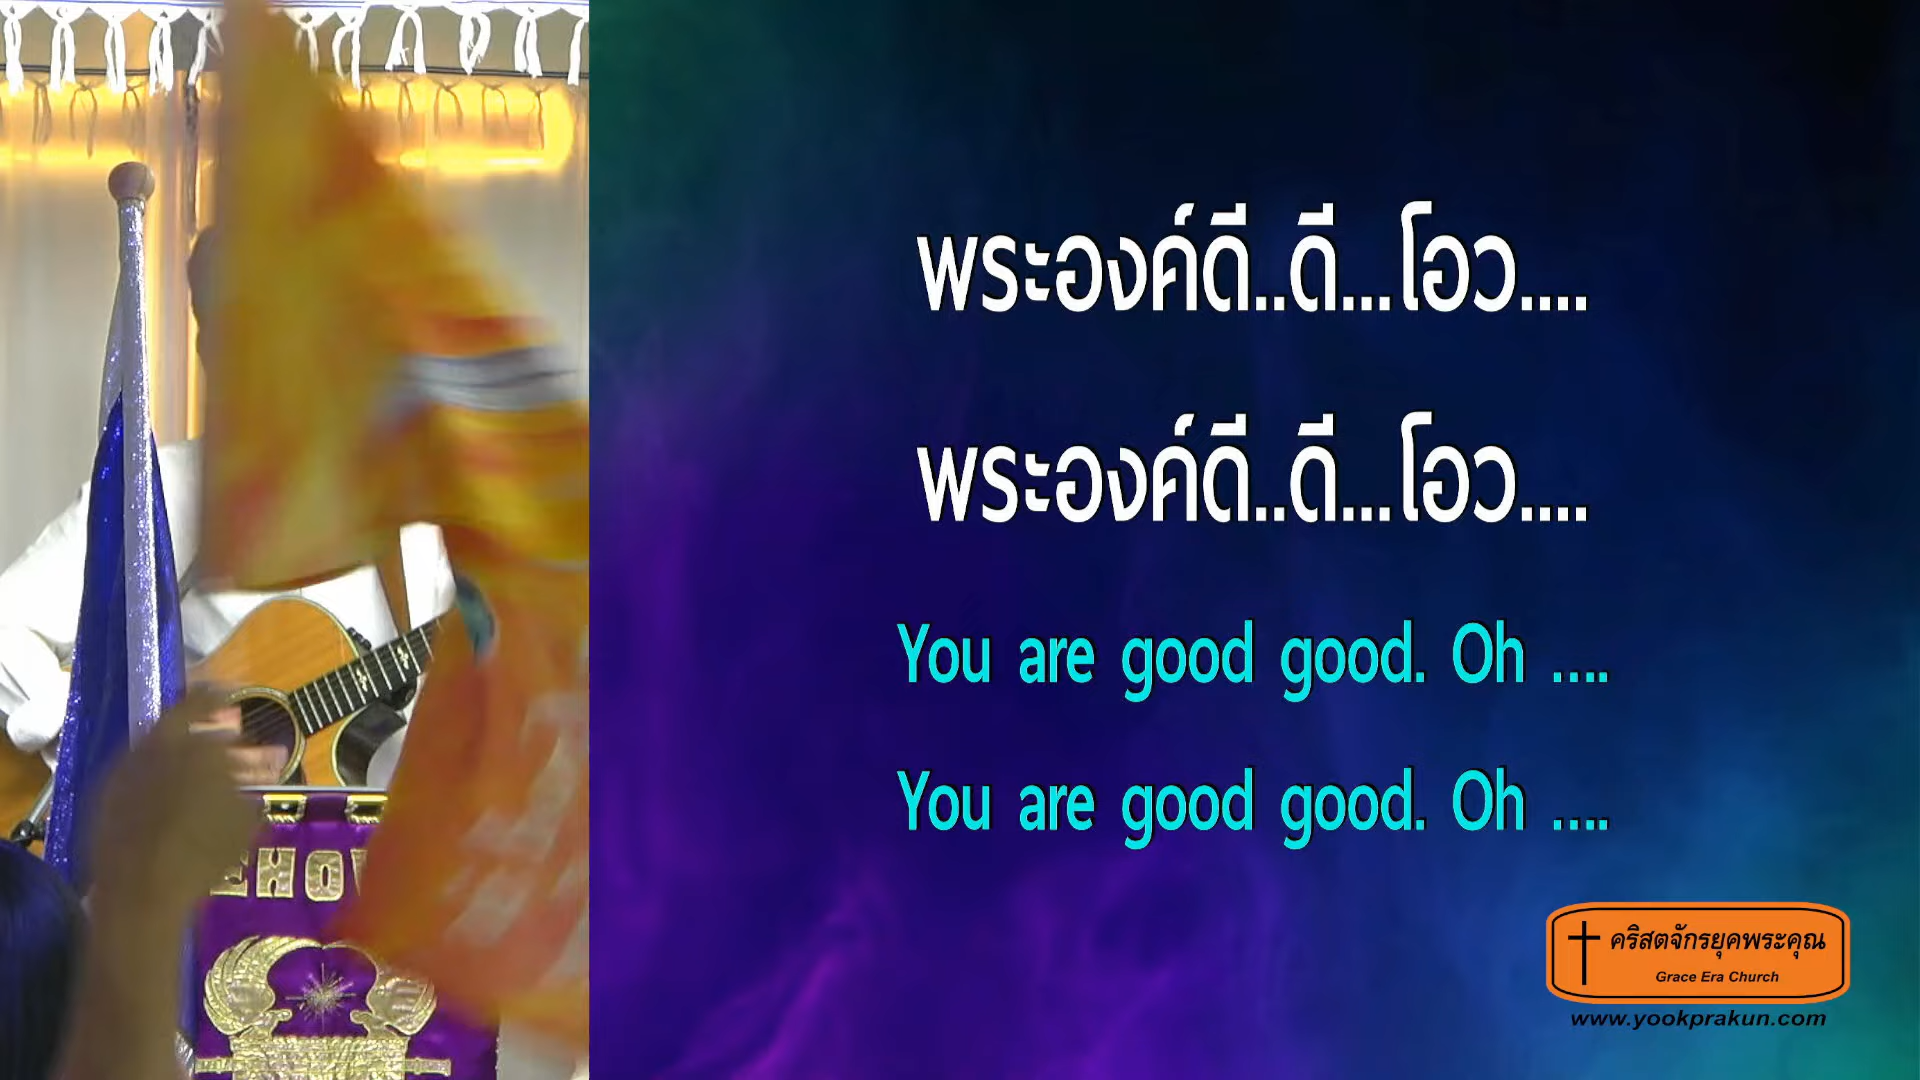 พระองค์ดี..ดี...โอว....
พระองค์ดี..ดี...โอว....
You are good good. Oh ....
You are good good. Oh ....
EHOV
คริสตจักรยุคพระคุณ
Grace Era Church
www.yookprakun.com